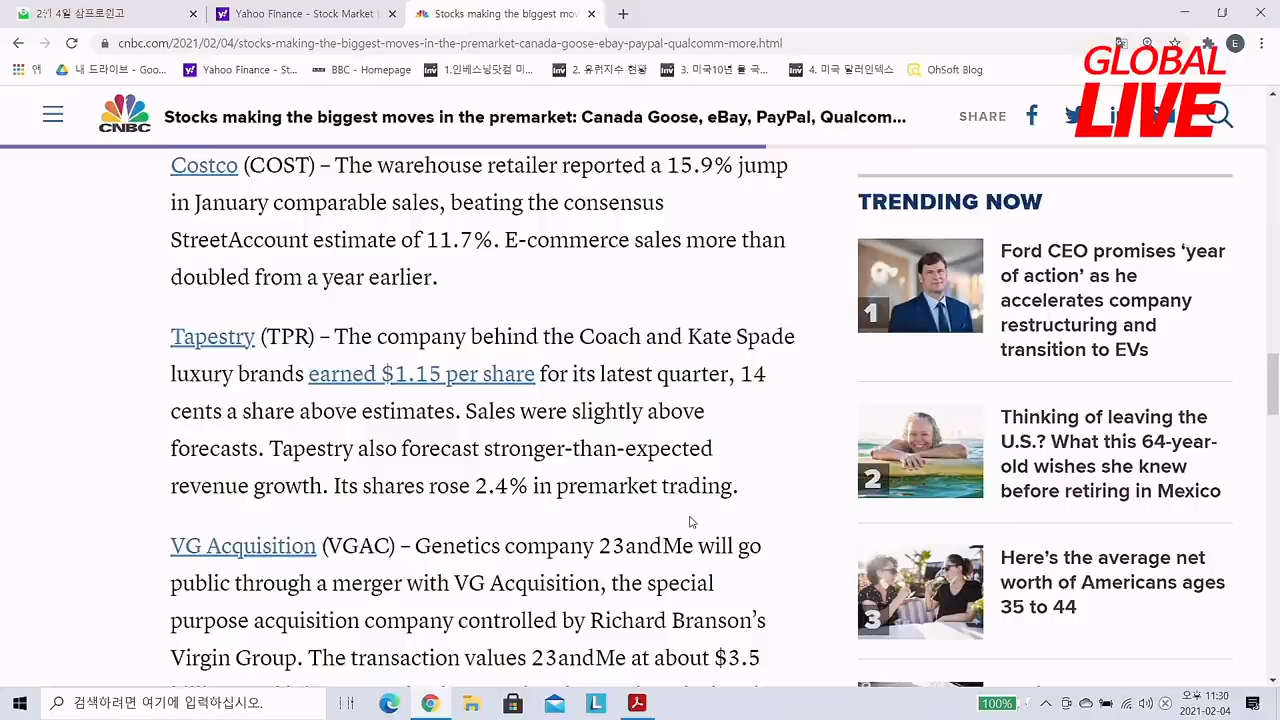 2월 4일 삼프로원고
Yahoo Finance - Stock Market L
Stocks making the biggest mov
cnbc.com/2021/02/04/stocks-making-the-biggest-moves-in-the-premarket-canada-goose-ebay-paypal-qualcomm-more.html
E
앱
내 드라이브 - Goo...
Yahoo Finance - St...
BBC - Homepage
1.인베스닝닷컴 미...
2. 유뤈지수 현황
3. 미국10년 률 국...
4. 미국 달러인덱스
OhSoft Blog
GLOBAL
LIVE
CNBC
Stocks making the biggest moves in the premarket: Canada Goose, eBay, PayPal, Qualcom...
SHARE
Costco (COST) – The warehouse retailer reported a 15.9% jump
in January comparable sales, beating the consensus
StreetAccount estimate of 11.7%. E-commerce sales more than
doubled from a year earlier.
Tapestry (TPR) – The company behind the Coach and Kate Spade
luxury brands earned $1.15 per share for its latest quarter, 14
cents a share above estimates. Sales were slightly above
forecasts. Tapestry also forecast stronger-than-expected
revenue growth. Its shares rose 2.4% in premarket trading.
VG Acquisition (VGAC) – Genetics company 23andMe will go
public through a merger with VG Acquisition, the special
purpose acquisition company controlled by Richard Branson's
Virgin Group. The transaction values 23andMe at about $3.5
TRENDING NOW
1
Ford CEO promises ‘year
of action’ as he
accelerates company
restructuring and
transition to EVs
2
Thinking of leaving the
U.S.? What this 64-year-
old wishes she knew
before retiring in Mexico
3
Here’s the average net
worth of Americans ages
35 to 44
검색하려면 여기에 입력하십시오.
100%
오후 11:30
2021-02-04